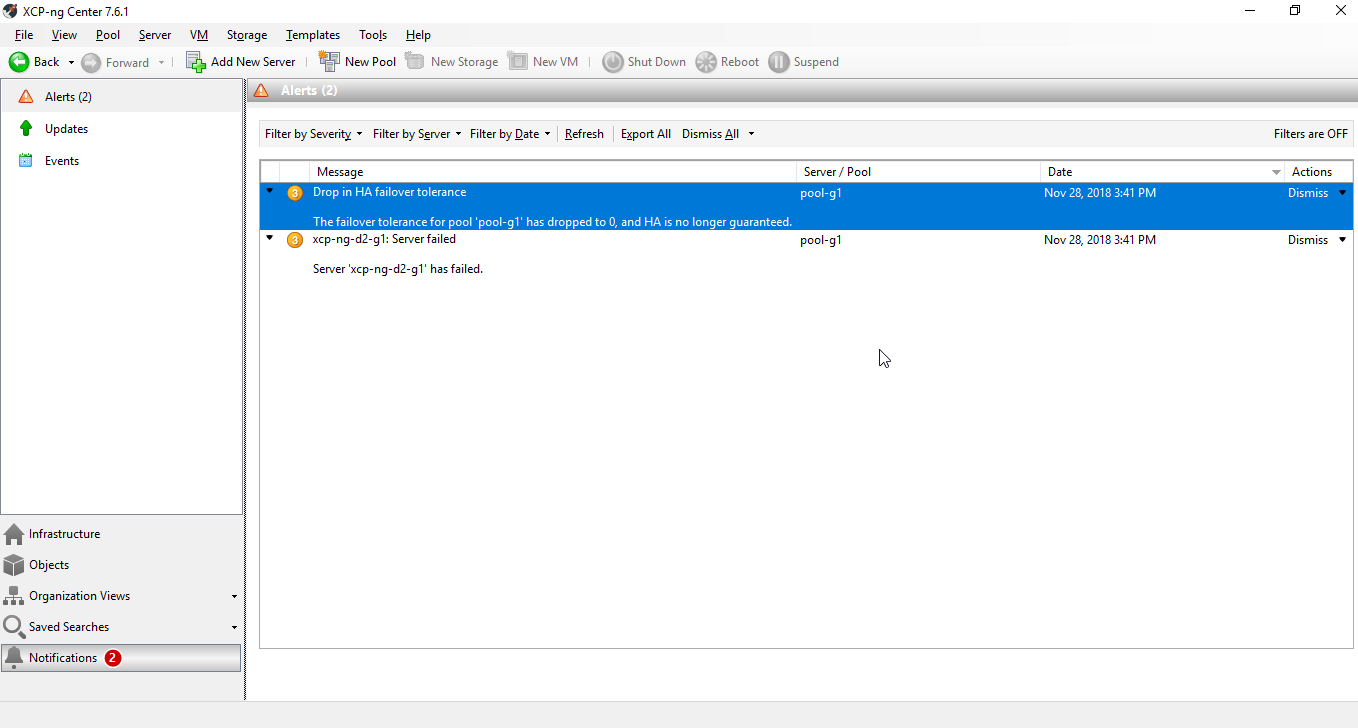 XCP-ng Center 7.6.1
File View Pool Server VM Storage Templates Tools Help
Back Forward Add New Server New Pool New Storage New VM Shut Down Reboot Suspend
Alerts (2)
Updates
Events
Infrastructure
Objects
Organization Views
Saved Searches
Notifications 2
Alerts (2)
Filter by Severity Filter by Server Filter by Date Refresh Export All Dismiss All Filters are OFF
Message Server / Pool Date Actions
3 Drop in HA failover tolerance pool-g1 Nov 28, 2018 3:41 PM Dismiss
The failover tolerance for pool 'pool-g1' has dropped to 0, and HA is no longer guaranteed.
3 xcp-ng-d2-g1: Server failed pool-g1 Nov 28, 2018 3:41 PM Dismiss
Server 'xcp-ng-d2-g1' has failed.